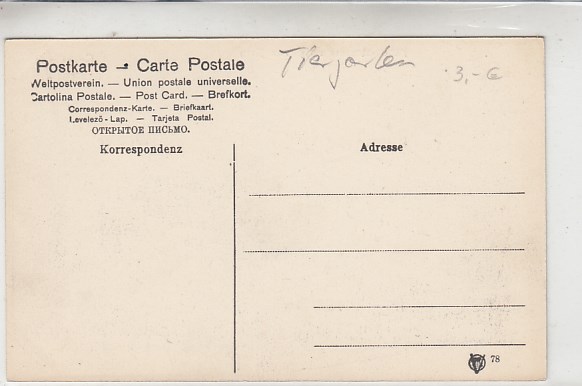 Postkarte — Carte Postale
Weltpostverein. — Union postale universelle.
Cartolina Postale. — Post Card. — Brefkort.
Correspondenz-Karte. — Briefkaart.
Levelező-Lap. — Tarjeta Postal.
ОТКРЫТОЕ ПИСЬМО.
Tiergarten
3,- €
Korrespondenz
Adresse
78